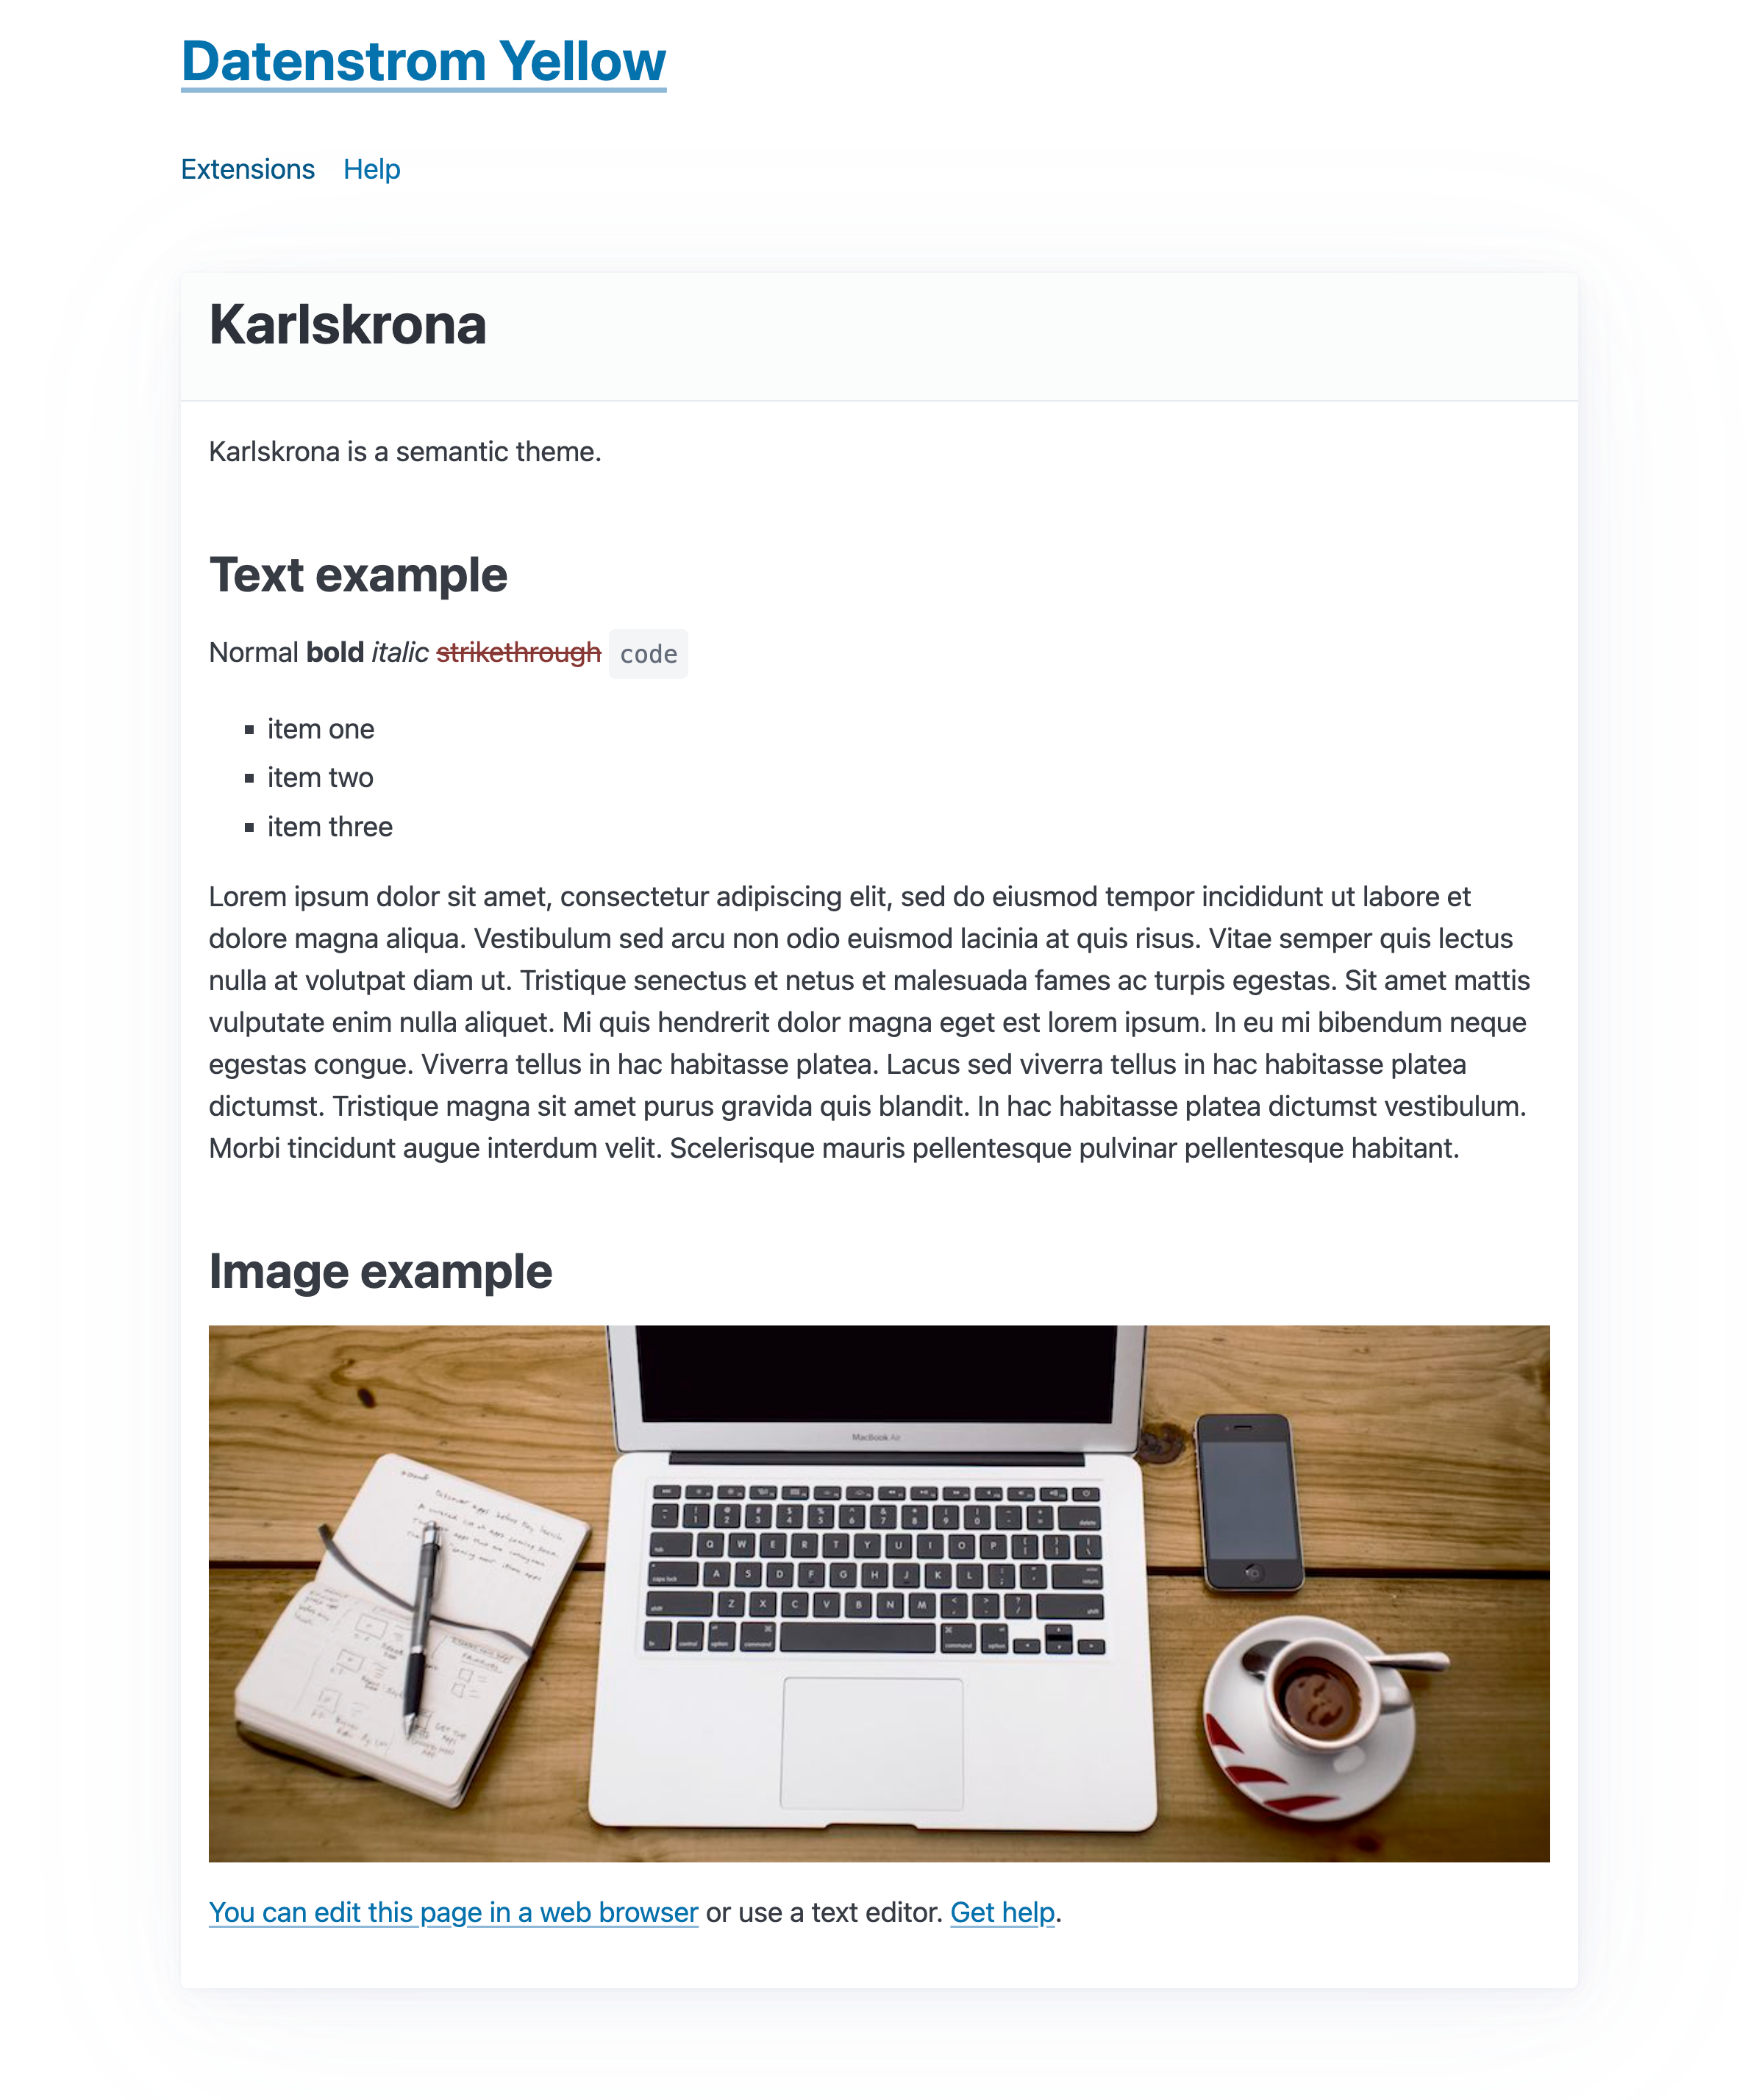 Datenstrom Yellow
Extensions Help
Karlskrona
Karlskrona is a semantic theme.
Text example
Normal bold italic strikethrough code
item one
item two
item three
Lorem ipsum dolor sit amet, consectetur adipiscing elit, sed do eiusmod tempor incididunt ut labore et
dolore magna aliqua. Vestibulum sed arcu non odio euismod lacinia at quis risus. Vitae semper quis lectus
nulla at volutpat diam ut. Tristique senectus et netus et malesuada fames ac turpis egestas. Sit amet mattis
vulputate enim nulla aliquet. Mi quis hendrerit dolor magna eget est lorem ipsum. In eu mi bibendum neque
egestas congue. Viverra tellus in hac habitasse platea. Lacus sed viverra tellus in hac habitasse platea
dictumst. Tristique magna sit amet purus gravida quis blandit. In hac habitasse platea dictumst vestibulum.
Morbi tincidunt augue interdum velit. Scelerisque mauris pellentesque pulvinar pellentesque habitant.
Image example
MacBook Air
Q W E R T Y U I O P
A S D F G H J K L
Z X C V B N M
You can edit this page in a web browser or use a text editor. Get help.